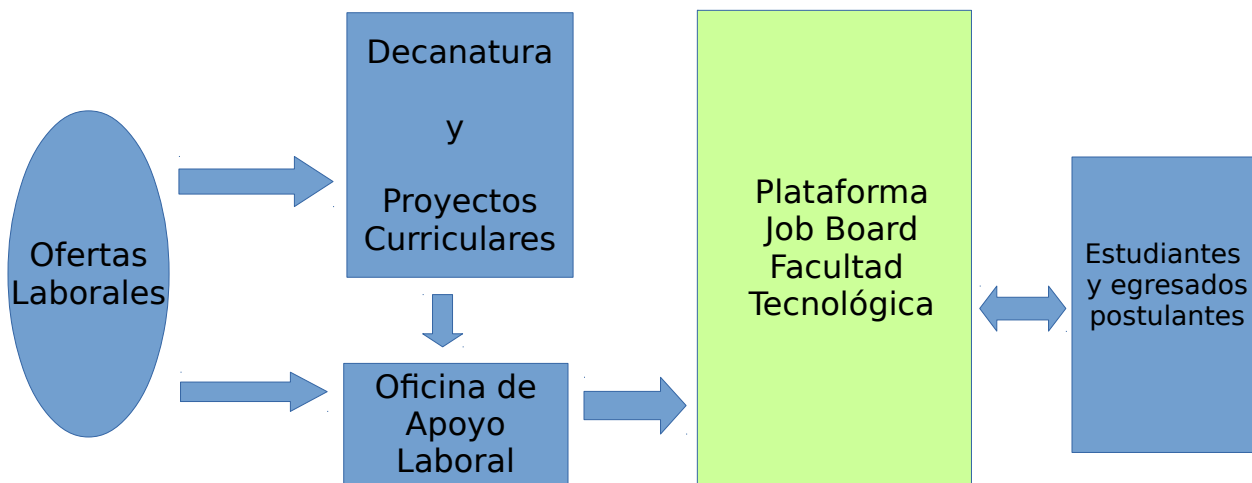 Ofertas
Laborales
Decanatura
y
Proyectos
Curriculares
Oficina de
Apoyo
Laboral
Plataforma
Job Board
Facultad
Tecnológica
Estudiantes
y egresados
postulantes